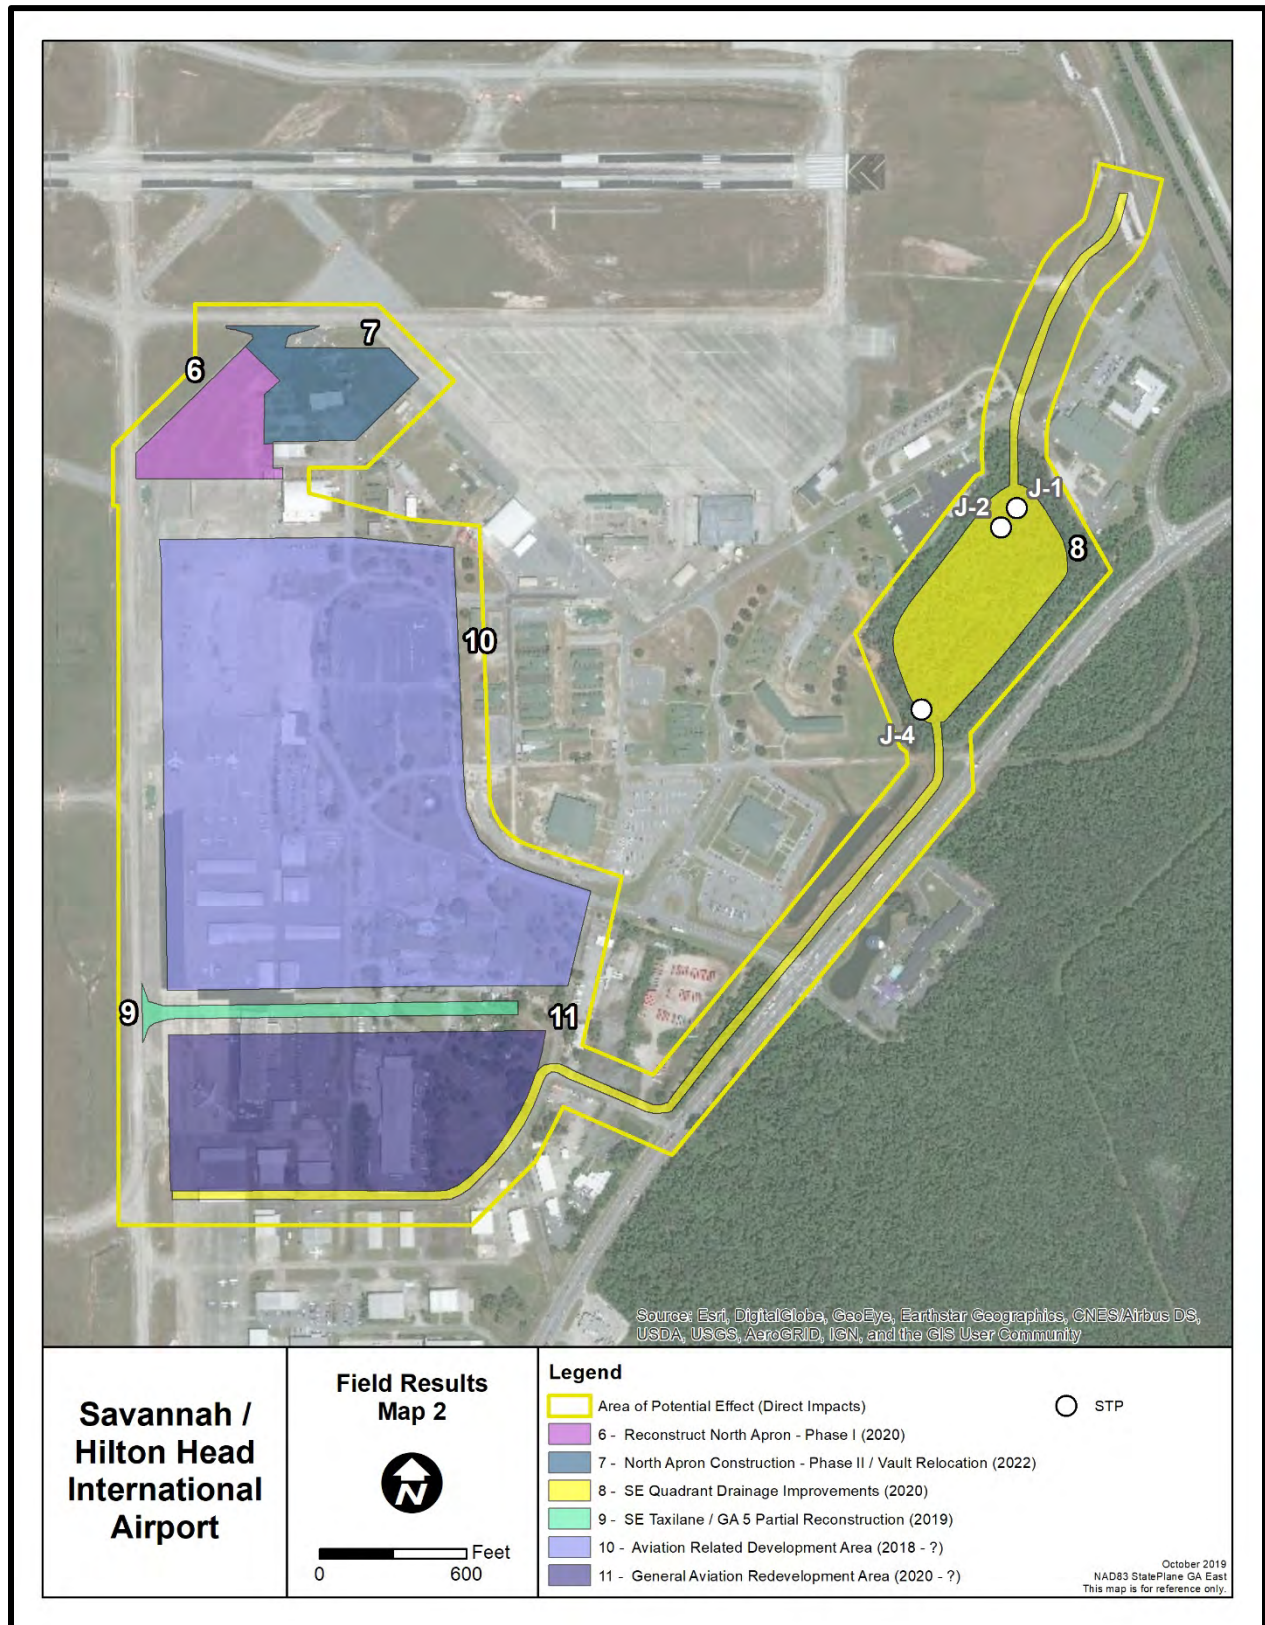 7
6
J-1
J-2
8
10
J-4
9
11
Source: Esri, DigitalGlobe, GeoEye, Earthstar Geographics, CNES/Airbus DS,
USDA, USGS, AeroGRID, IGN, and the GIS User Community
Savannah /
Hilton Head
International
Airport
Field Results
Map 2
N
Feet
0 600
Legend
Area of Potential Effect (Direct Impacts)
STP
6 - Reconstruct North Apron - Phase I (2020)
7 - North Apron Construction - Phase II / Vault Relocation (2022)
8 - SE Quadrant Drainage Improvements (2020)
9 - SE Taxilane / GA 5 Partial Reconstruction (2019)
10 - Aviation Related Development Area (2018 - ?)
11 - General Aviation Redevelopment Area (2020 - ?)
October 2019
NAD83 StatePlane GA East
This map is for reference only.